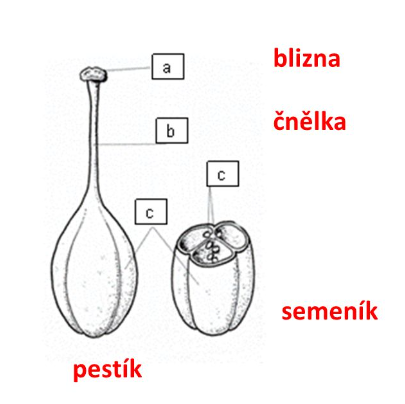 blizna
a
čnělka
b
c
c
semeník
pestík